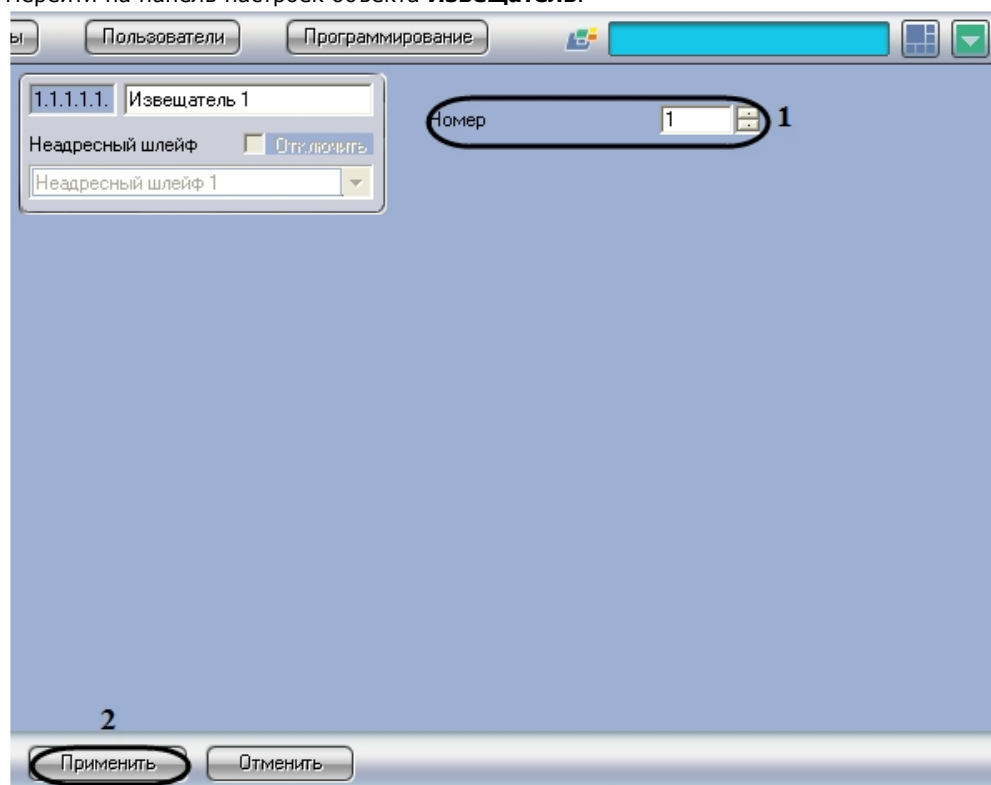 Перейти на панель настроек объекта Извещатель.
ы Пользователи Программирование
1.1.1.1.1. Извещатель 1
Номер 1 1
Неадресный шлейф Отключить
Неадресный шлейф 1
2
Применить Отменить